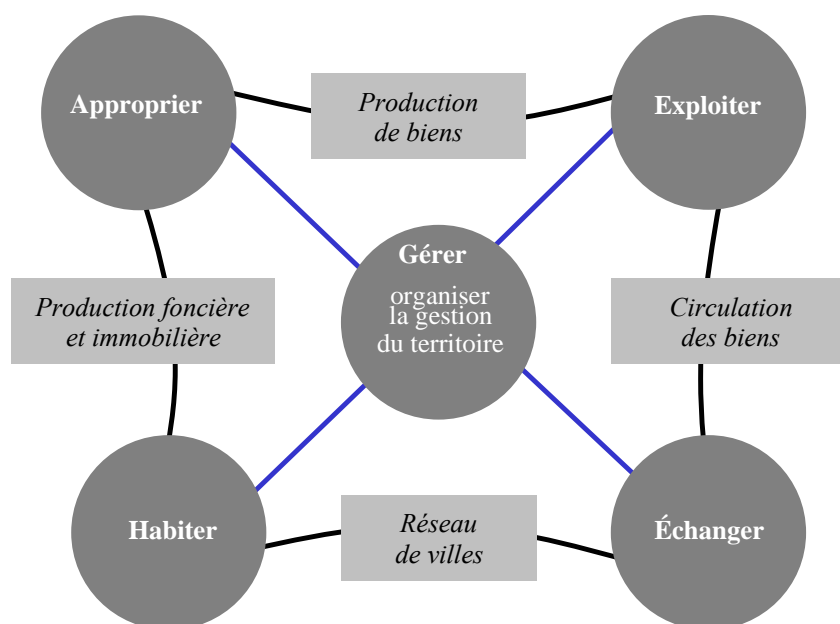 Approprier
Production
de biens
Exploiter
Gérer
organiser
la gestion
du territoire
Production foncière
et immobilière
Circulation
des biens
Habiter
Réseau
de villes
Échanger